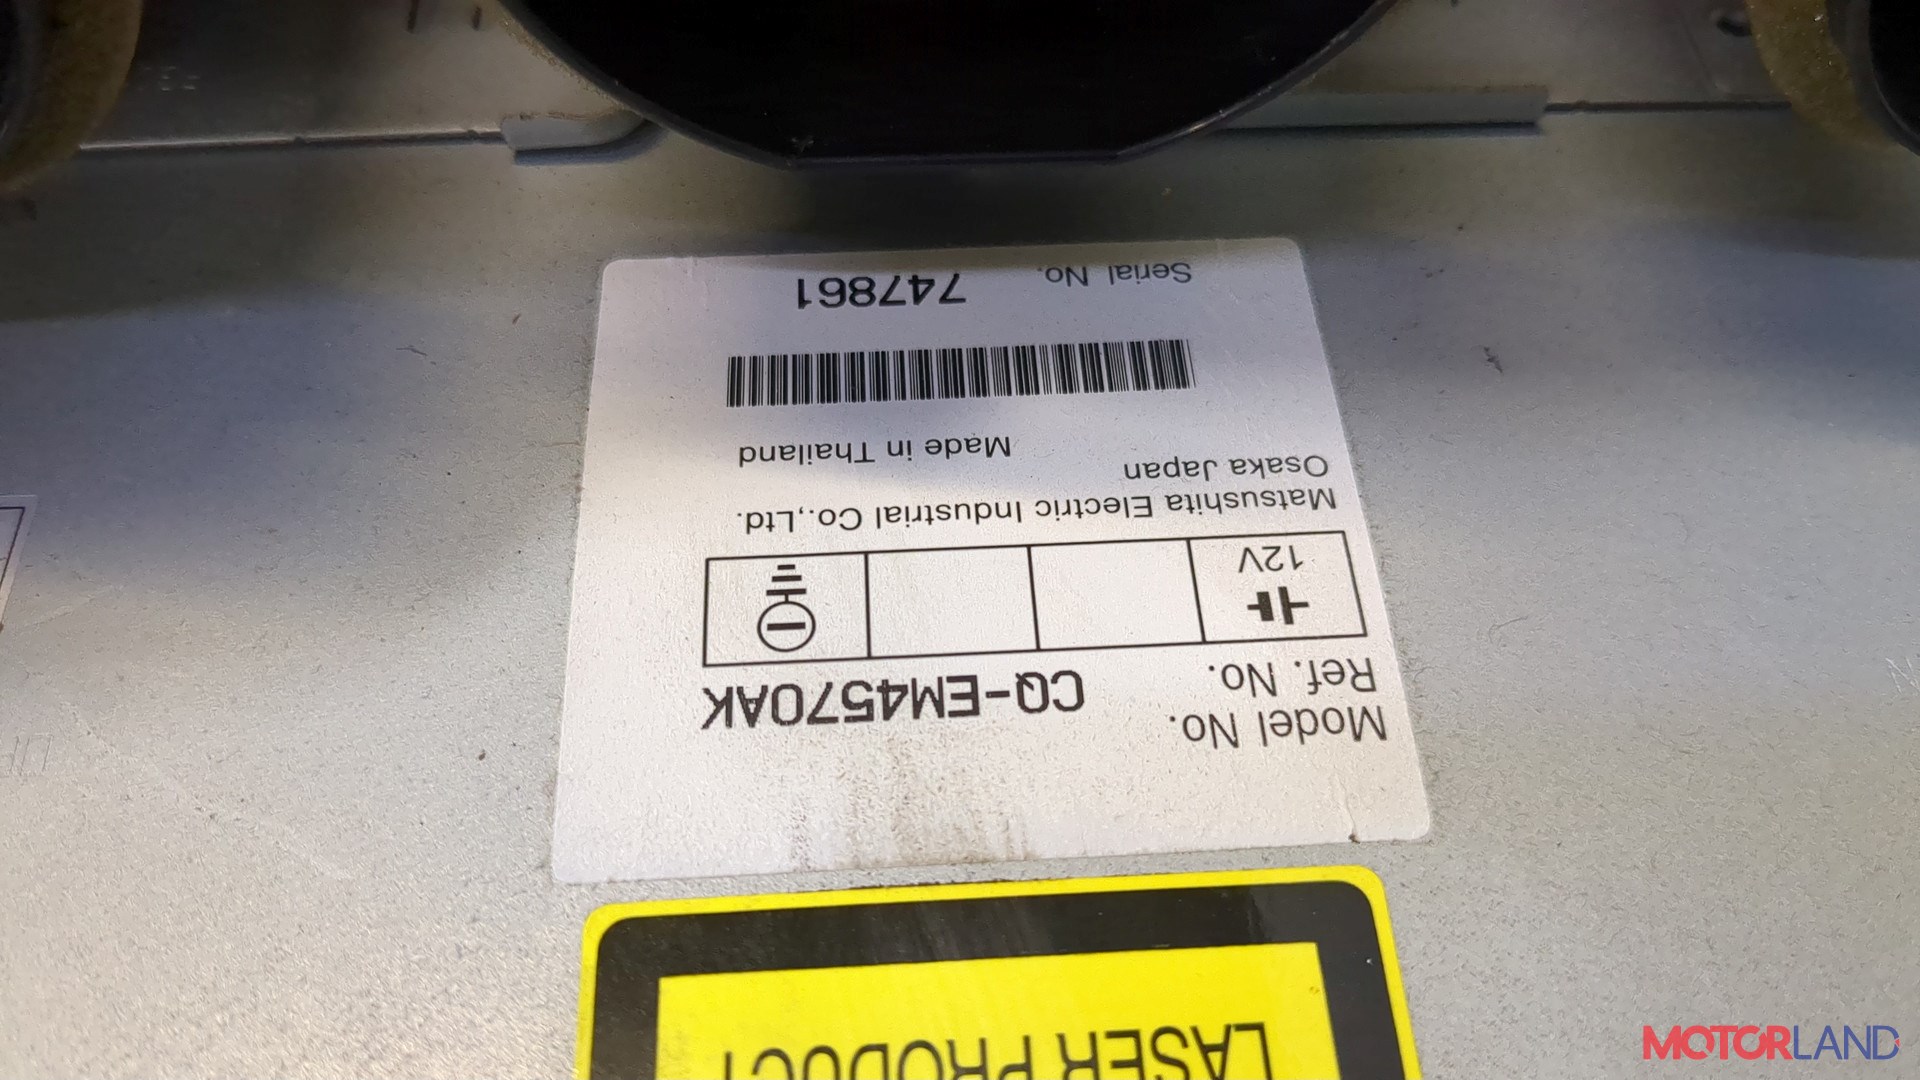 LASER PRODUCT
Model No.
Ref. No. CQ-EM4570AK
12V
Matsushita Electric Industrial Co.,Ltd.
Osaka Japan
Made in Thailand
Serial No. 747861
MOTORLAND